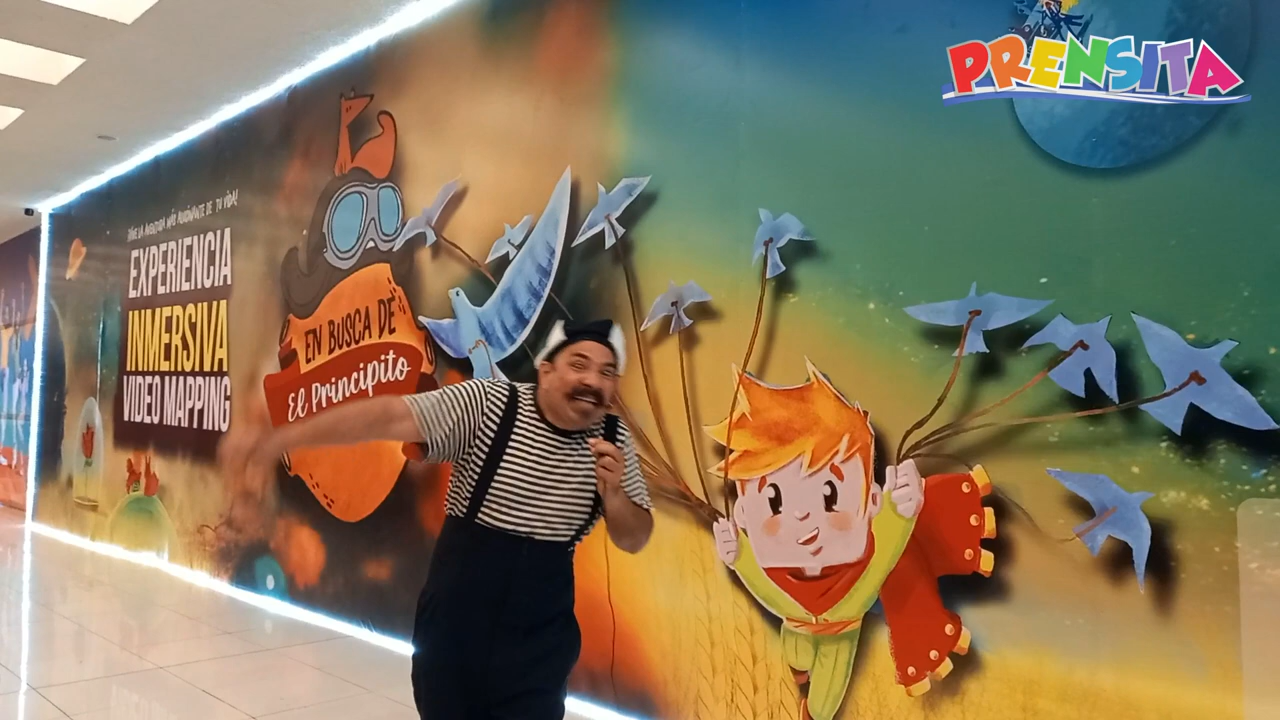 PRENSITA
¡VIVE LA AVENTURA MÁS ALUCINANTE DE TU VIDA!
EXPERIENCIA
INMERSIVA
VIDEO MAPPING
EN BUSCA DE
El Principito